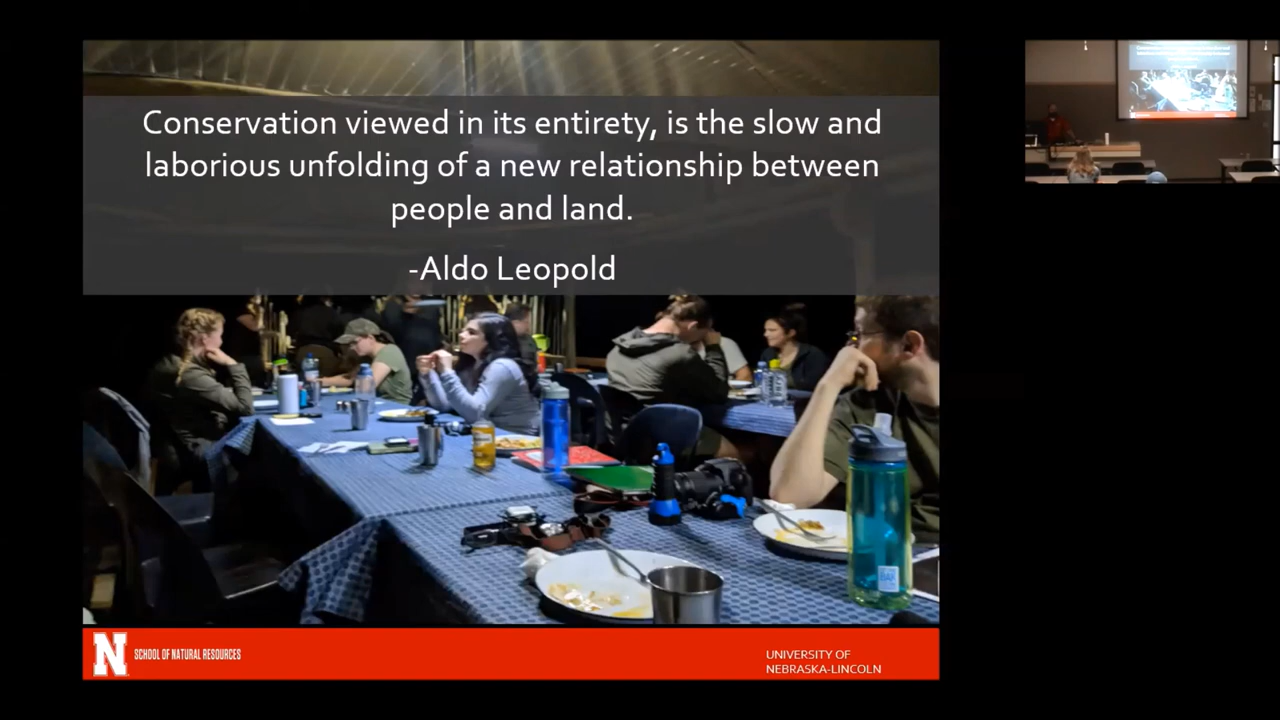 Conservation viewed in its entirety, is the slow and
laborious unfolding of a new relationship between
people and land.
-Aldo Leopold
N SCHOOL OF NATURAL RESOURCES
UNIVERSITY OF
NEBRASKA-LINCOLN